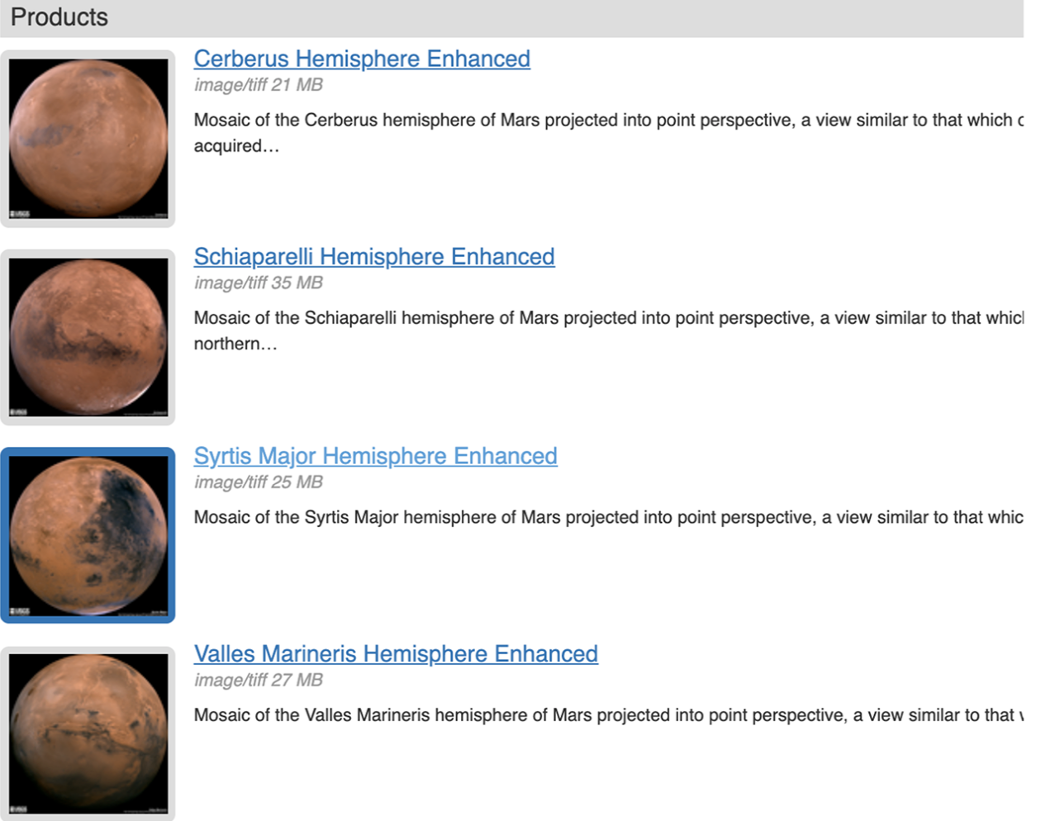 Products
Cerberus Hemisphere Enhanced
image/tiff 21 MB
Mosaic of the Cerberus hemisphere of Mars projected into point perspective, a view similar to that which
acquired…
Schiaparelli Hemisphere Enhanced
image/tiff 35 MB
Mosaic of the Schiaparelli hemisphere of Mars projected into point perspective, a view similar to that
northern…
Syrtis Major Hemisphere Enhanced
image/tiff 25 MB
Mosaic of the Syrtis Major hemisphere of Mars projected into point perspective, a view similar to that
Valles Marineris Hemisphere Enhanced
image/tiff 27 MB
Mosaic of the Valles Marineris hemisphere of Mars projected into point perspective, a view similar to that